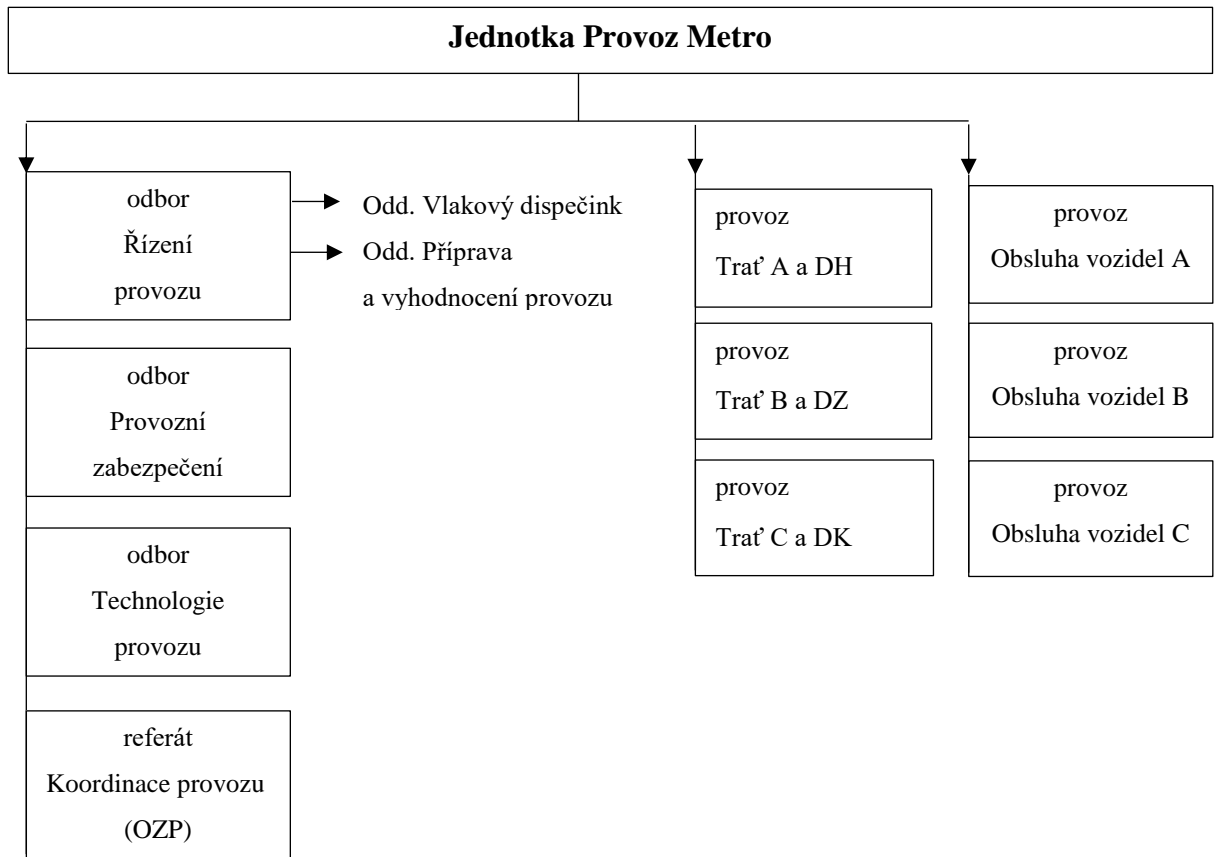 Jednotka Provoz Metro
odbor
Řízení
provozu
Odd. Vlakový dispečink
Odd. Příprava
a vyhodnocení provozu
odbor
Provozní
zabezpečení
odbor
Technologie
provozu
referát
Koordinace provozu
(OZP)
provoz
Trať A a DH
provoz
Trať B a DZ
provoz
Trať C a DK
provoz
Obsluha vozidel A
provoz
Obsluha vozidel B
provoz
Obsluha vozidel C